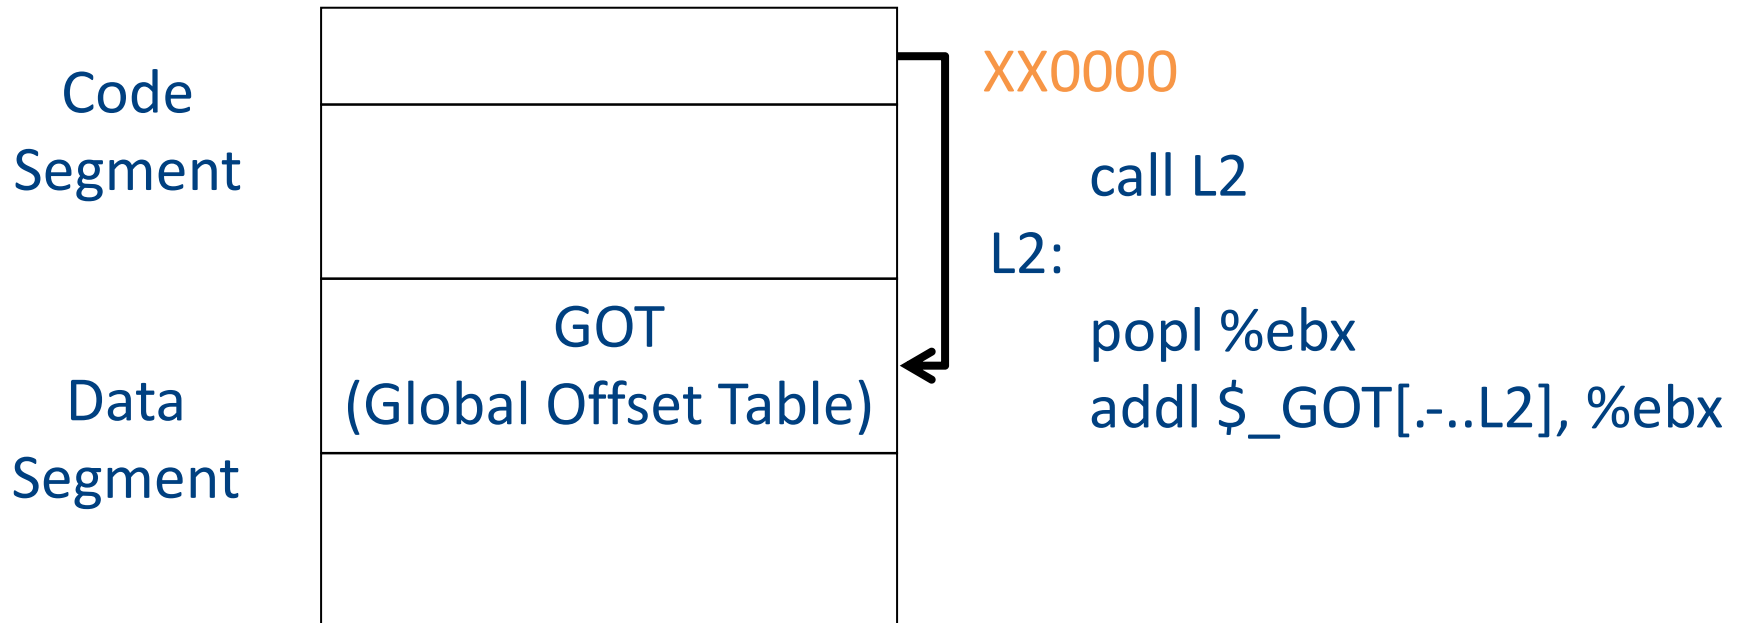 Code
Segment
GOT
(Global Offset Table)
Data
Segment
XX0000
call L2
L2:
popl %ebx
addl $_GOT[.-..L2], %ebx